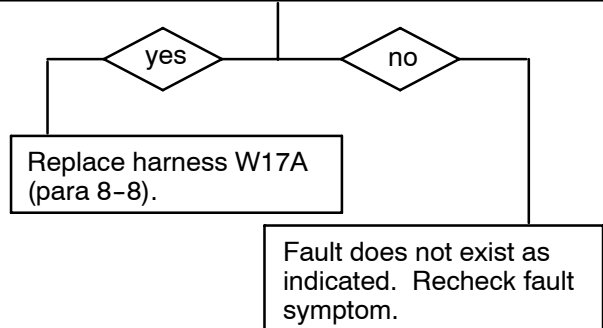 yes
no
Replace harness W17A
(para 8-8).
Fault does not exist as
indicated. Recheck fault
symptom.